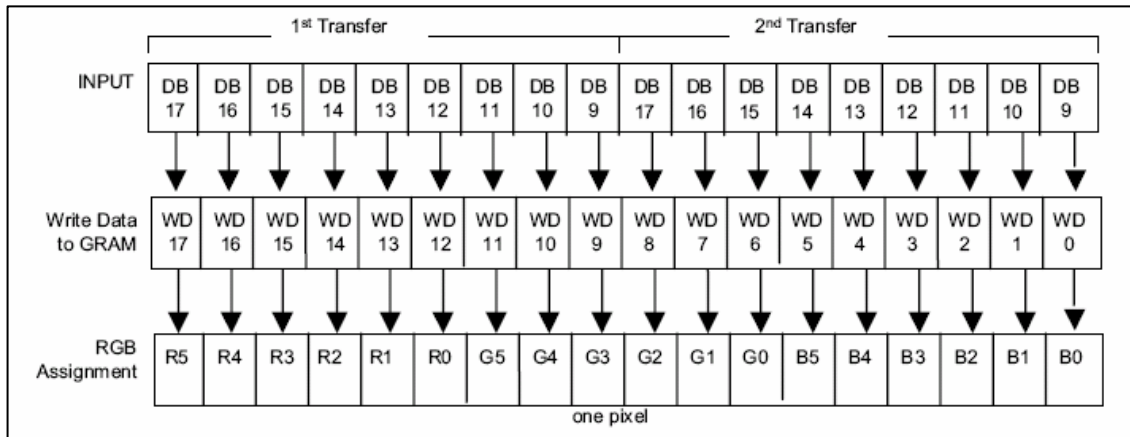 1st Transfer 2nd Transfer
INPUT DB 17 DB 16 DB 15 DB 14 DB 13 DB 12 DB 11 DB 10 DB 9 DB 17 DB 16 DB 15 DB 14 DB 13 DB 12 DB 11 DB 10 DB 9
Write Data to GRAM WD 17 WD 16 WD 15 WD 14 WD 13 WD 12 WD 11 WD 10 WD 9 WD 8 WD 7 WD 6 WD 5 WD 4 WD 3 WD 2 WD 1 WD 0
RGB Assignment R5 R4 R3 R2 R1 R0 G5 G4 G3 G2 G1 G0 B5 B4 B3 B2 B1 B0
one pixel